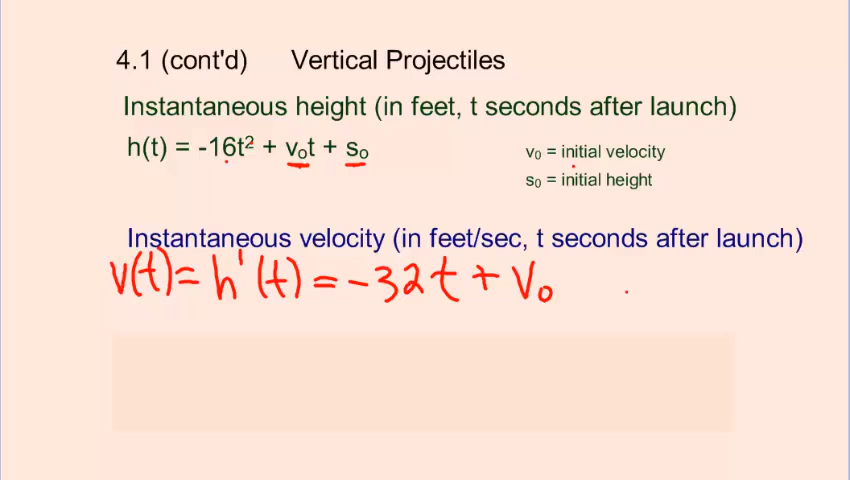 4.1 (cont'd) Vertical Projectiles
Instantaneous height (in feet, t seconds after launch)
h(t) = -16t² + v₀t + s₀
v₀ = initial velocity
s₀ = initial height
Instantaneous velocity (in feet/sec, t seconds after launch)
v(t) = h'(t) = -32t + v₀